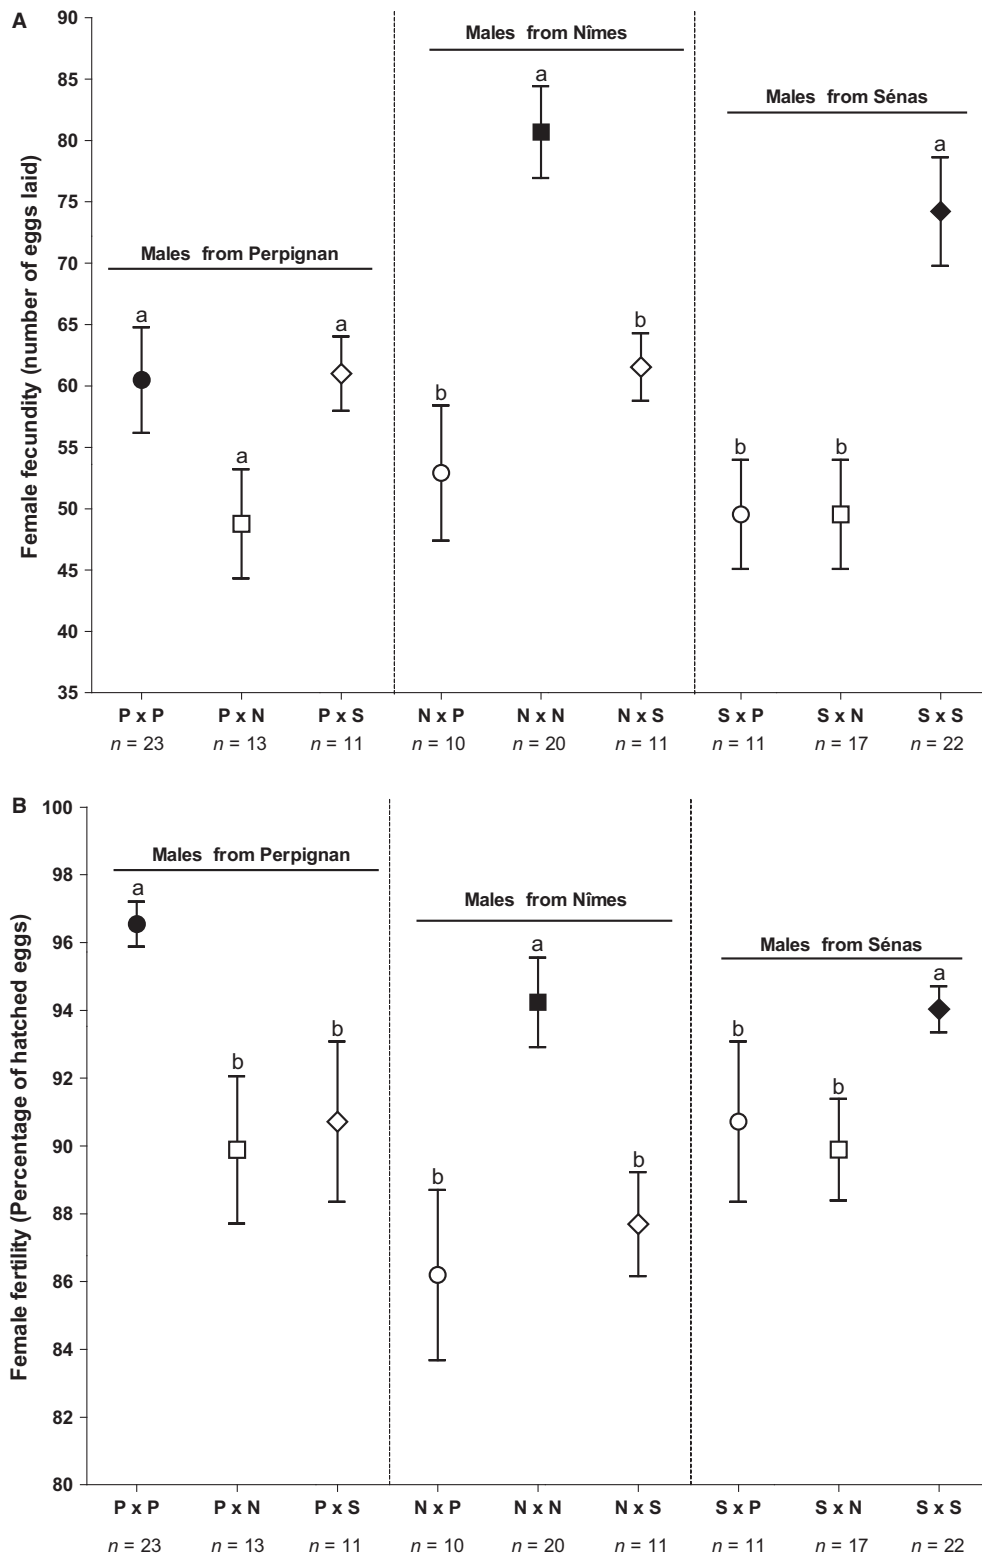 A
Female fecundity (number of eggs laid)
90
85
80
75
70
65
60
55
50
45
40
35
Males from Perpignan
Males from Nîmes
Males from Sénas
a
a
a
b
a
b
b
b
a
P x P
P x N
P x S
N x P
N x N
N x S
S x P
S x N
S x S
n = 23
n = 13
n = 11
n = 10
n = 20
n = 11
n = 11
n = 17
n = 22
B
Female fertility (Percentage of hatched eggs)
100
98
96
94
92
90
88
86
84
82
80
Males from Perpignan
Males from Nîmes
Males from Sénas
a
b
b
b
a
b
b
b
a
P x P
P x N
P x S
N x P
N x N
N x S
S x P
S x N
S x S
n = 23
n = 13
n = 11
n = 10
n = 20
n = 11
n = 11
n = 17
n = 22